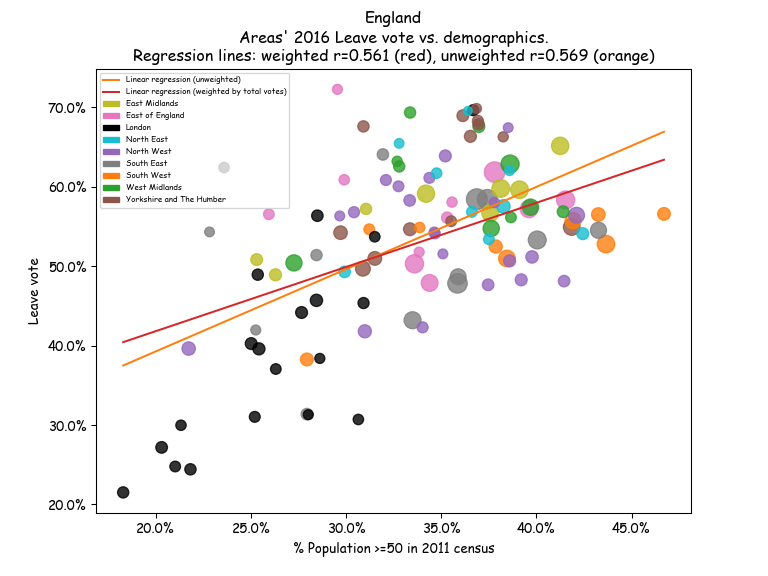 England
Areas' 2016 Leave vote vs. demographics.
Regression lines: weighted r=0.561 (red), unweighted r=0.569 (orange)
Linear regression (unweighted)
Linear regression (weighted by total votes)
East Midlands
East of England
London
North East
North West
South East
South West
West Midlands
Yorkshire and The Humber
70.0%
60.0%
50.0%
40.0%
30.0%
20.0%
Leave vote
20.0% 25.0% 30.0% 35.0% 40.0% 45.0%
% Population >=50 in 2011 census